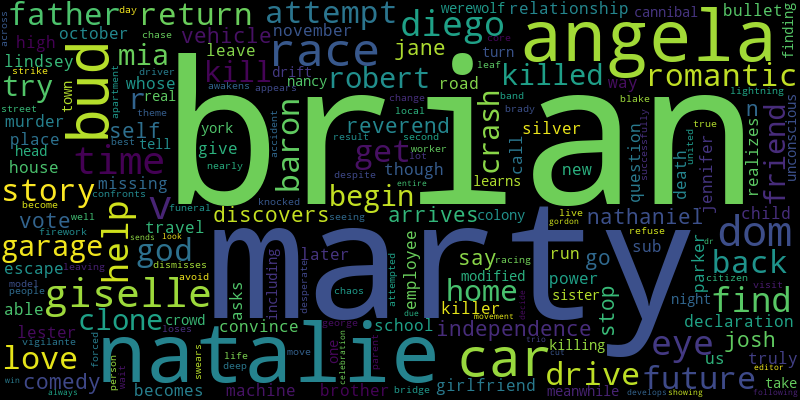 father day return attempt diego werewolf relationship cannibal bullet
across october november
high vehicle leave jane turn angela finding
lindsey chase mia race road
try strike town bud apartment whose kill robert drift nancy leaf killed romantic
driver awakens appears core way
street r real band blake lightning
murder theme brian change local brady
place self york reverend silver n true
head best tell accident result second worker crash call question successfully death united friend unconscious
house time give baron nearly get though lot learns new realizes jennifer
missing despite entire
story become confronts v knocked begin
vote well funeral discovers seeing arrives colony live nathaniel child
firework help travel marty gordon refuse dom
garage sends look god later employee say run go sub parker dr
escape leaving dismisses asks including desperate chaos attempted modified racing power citizen back
model avoid home sister night visit
able people giselle due killer movement decide stop find
clone crowd convince george school independence declaration
lester vigilante loses natalie one celebration parent trio killing us josh
love forced person swears life move car cut eye truly
wait deep meanwhile editor
win comedy girlfriend drive future take
always becomes machine brother bridge develops showing following